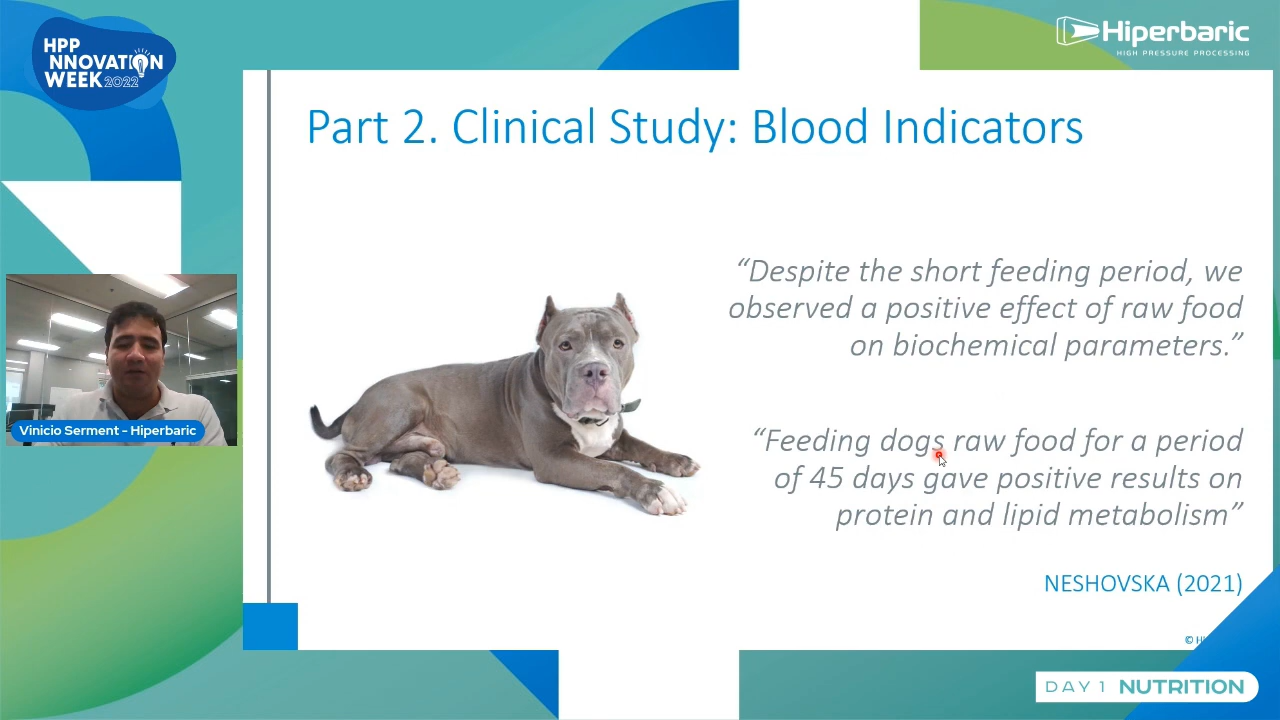 HPP
NNOVATION
WEEK 2022
Hiperbaric
HIGH PRESSURE PROCESSING
Part 2. Clinical Study: Blood Indicators
“Despite the short feeding period, we
observed a positive effect of raw food
on biochemical parameters.”
Vinicio Serment - Hiperbaric
“Feeding dogs raw food for a period
of 45 days gave positive results on
protein and lipid metabolism”
NESHOVSKA (2021)
©
DAY 1 NUTRITION